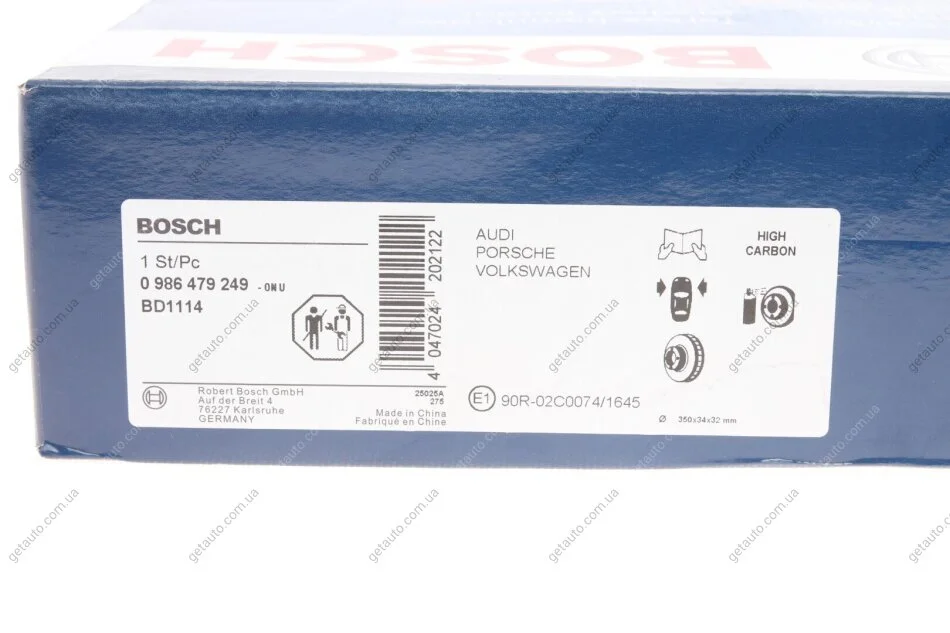 BOSCH
BOSCH
1 St/Pc
0 986 479 249 - ONU
BD1114
4 047024 202122
Robert Bosch GmbH
Auf der Breit 4
76227 Karlsruhe
GERMANY
25025A
275
Made in China
Fabriqué en Chine
AUDI
PORSCHE
VOLKSWAGEN
E1 90R-02C0074/1645
HIGH
CARBON
Ø 350x34x32 mm
getauto.com.ua